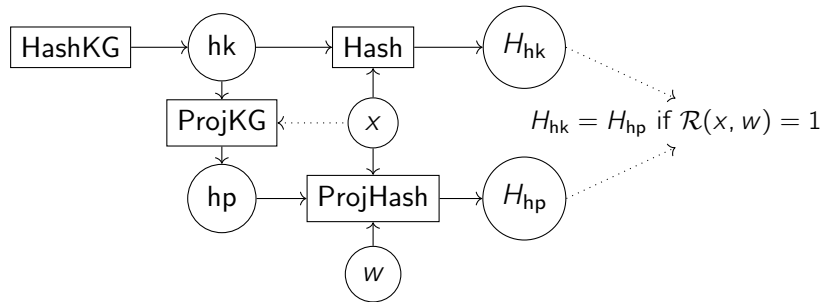 HashKG hk Hash H_hk
ProjKG x H_hk = H_hp if R(x, w) = 1
hp ProjHash H_hp
w